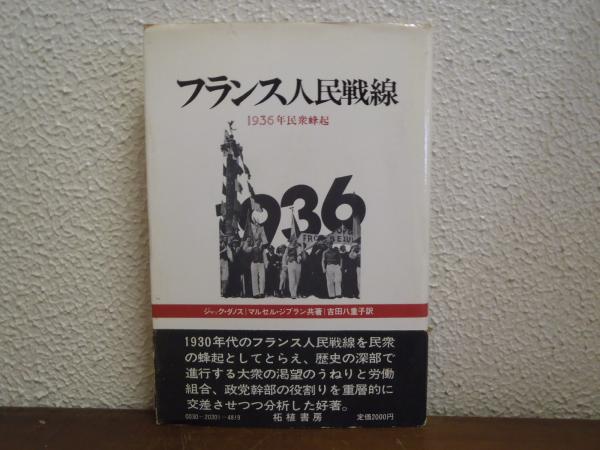 フランス人民戦線
1936年民衆蜂起
1936
ジャック・ダノス|マルセル・ジブラン共著|吉田八重子訳
1930年代のフランス人民戦線を民衆
の蜂起としてとらえ、歴史の深部で
進行する大衆の渇望のうねりと労働
組合、政党幹部の役割りを重層的に
交差させつつ分析した好著。
0030-20301-4819 柘植書房 定価2000円